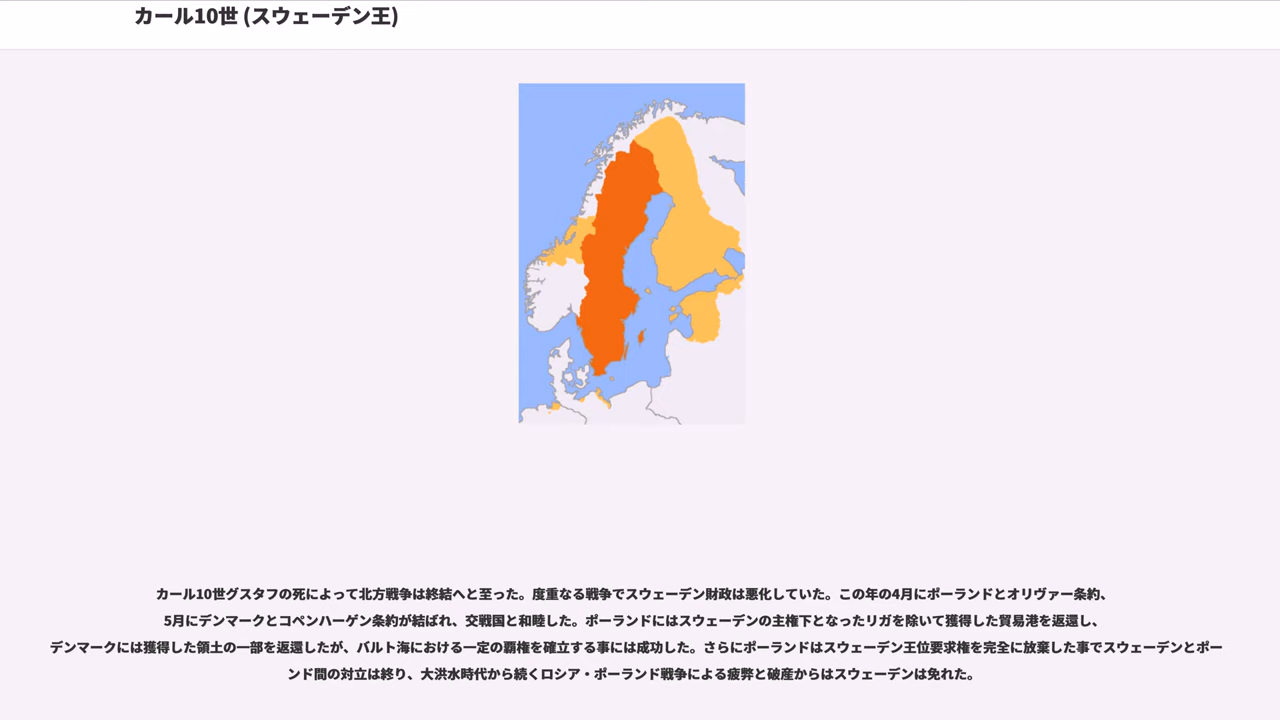 カール10世 (スウェーデン王)
カール10世グスタフの死によって北方戦争は終結へと至った。度重なる戦争でスウェーデン財政は悪化していた。この年の4月にポーランドとオリヴァー条約、
5月にデンマークとコペンハーゲン条約が結ばれ、交戦国と和睦した。ポーランドにはスウェーデンの主権下となったリガを除いて獲得した貿易港を返還し、
デンマークには獲得した領土の一部を返還したが、バルト海における一定の覇権を確立する事には成功した。さらにポーランドはスウェーデン王位要求権を完全に放棄した事でスウェーデンとポー
ンド間の対立は終り、大洪水時代から続くロシア・ポーランド戦争による疲弊と破産からはスウェーデンは免れた。